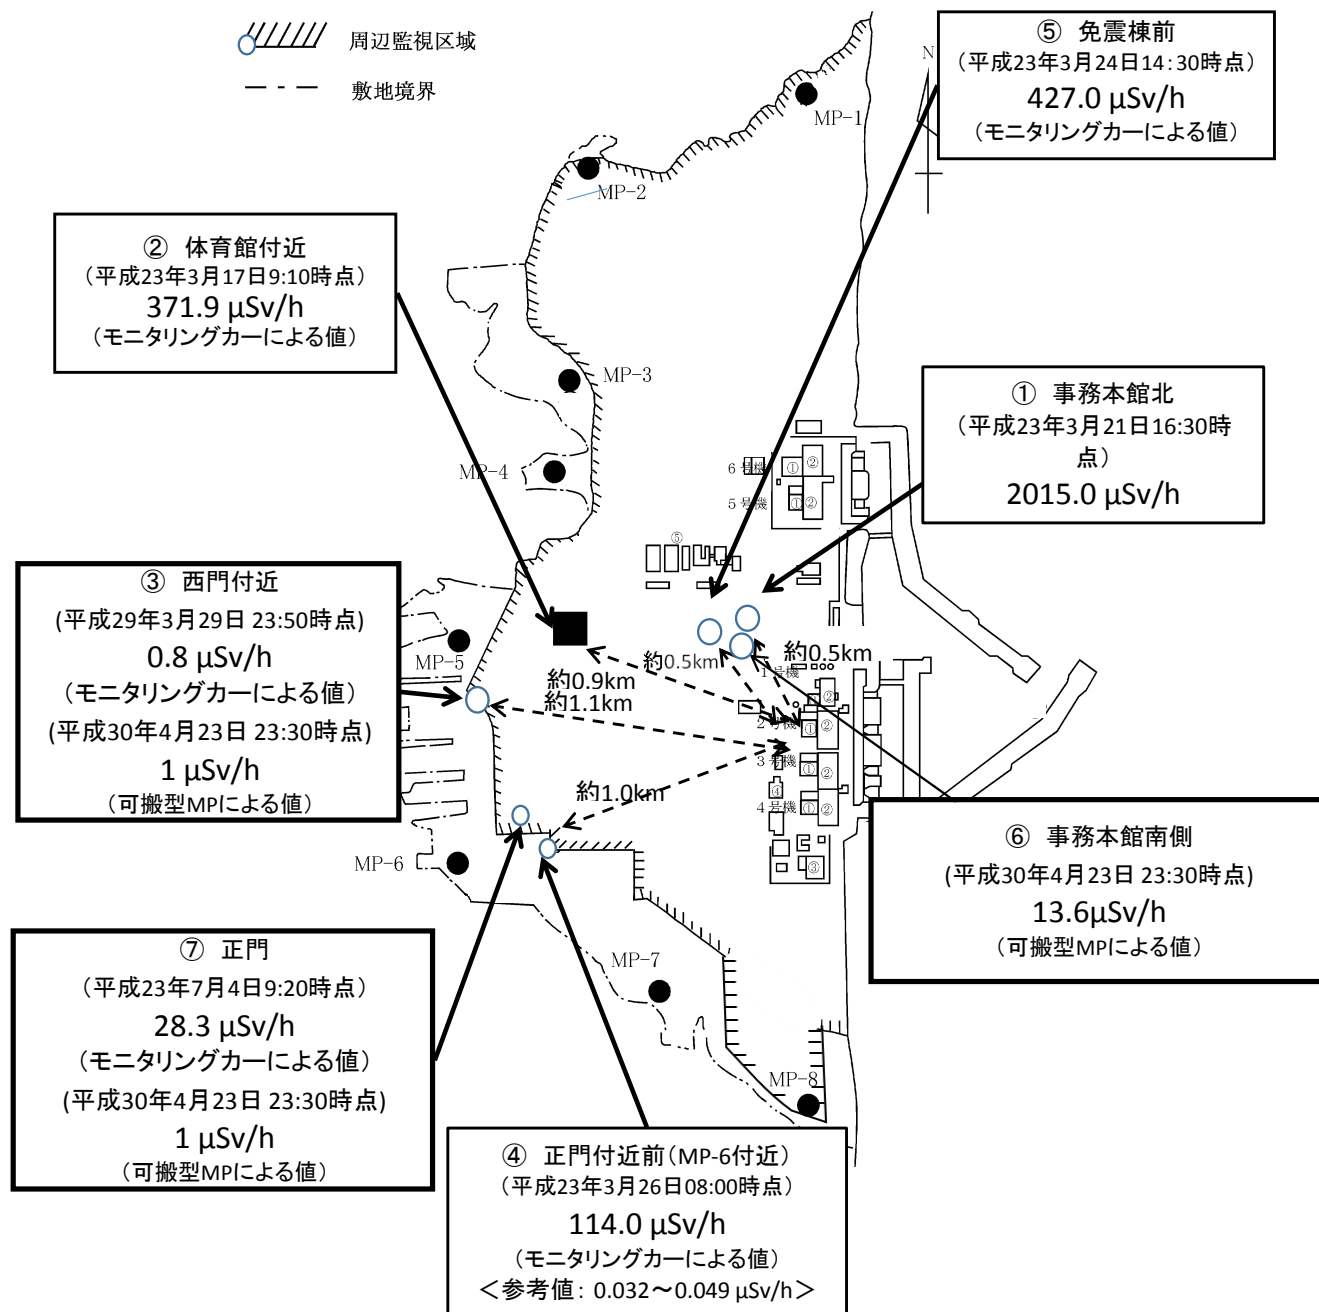 周辺監視区域
敷地境界
⑤ 免震棟前
(平成23年3月24日14:30時点)
427.0 μSv/h
(モニタリングカーによる値)
N
MP-1
MP-2
② 体育館付近
(平成23年3月17日9:10時点)
371.9 μSv/h
(モニタリングカーによる値)
MP-3
① 事務本館北
(平成23年3月21日16:30時
点)
2015.0 μSv/h
MP-4
6号機
①
②
5号機
①
②
⑤
③ 西門付近
(平成29年3月29日 23:50時点)
0.8 μSv/h
(モニタリングカーによる値)
(平成30年4月23日 23:30時点)
1 μSv/h
(可搬型MPによる値)
MP-5
約0.5km
約0.5km
約0.9km
約1.1km
1号機
②
2号機
①
②
3号機
①
②
④
4号機
①
②
③
約1.0km
MP-6
⑥ 事務本館南側
(平成30年4月23日 23:30時点)
13.6μSv/h
(可搬型MPによる値)
⑦ 正門
(平成23年7月4日9:20時点)
28.3 μSv/h
(モニタリングカーによる値)
(平成30年4月23日 23:30時点)
1 μSv/h
(可搬型MPによる値)
MP-7
MP-8
④ 正門付近前(MP-6付近)
(平成23年3月26日08:00時点)
114.0 μSv/h
(モニタリングカーによる値)
<参考値: 0.032~0.049 μSv/h>